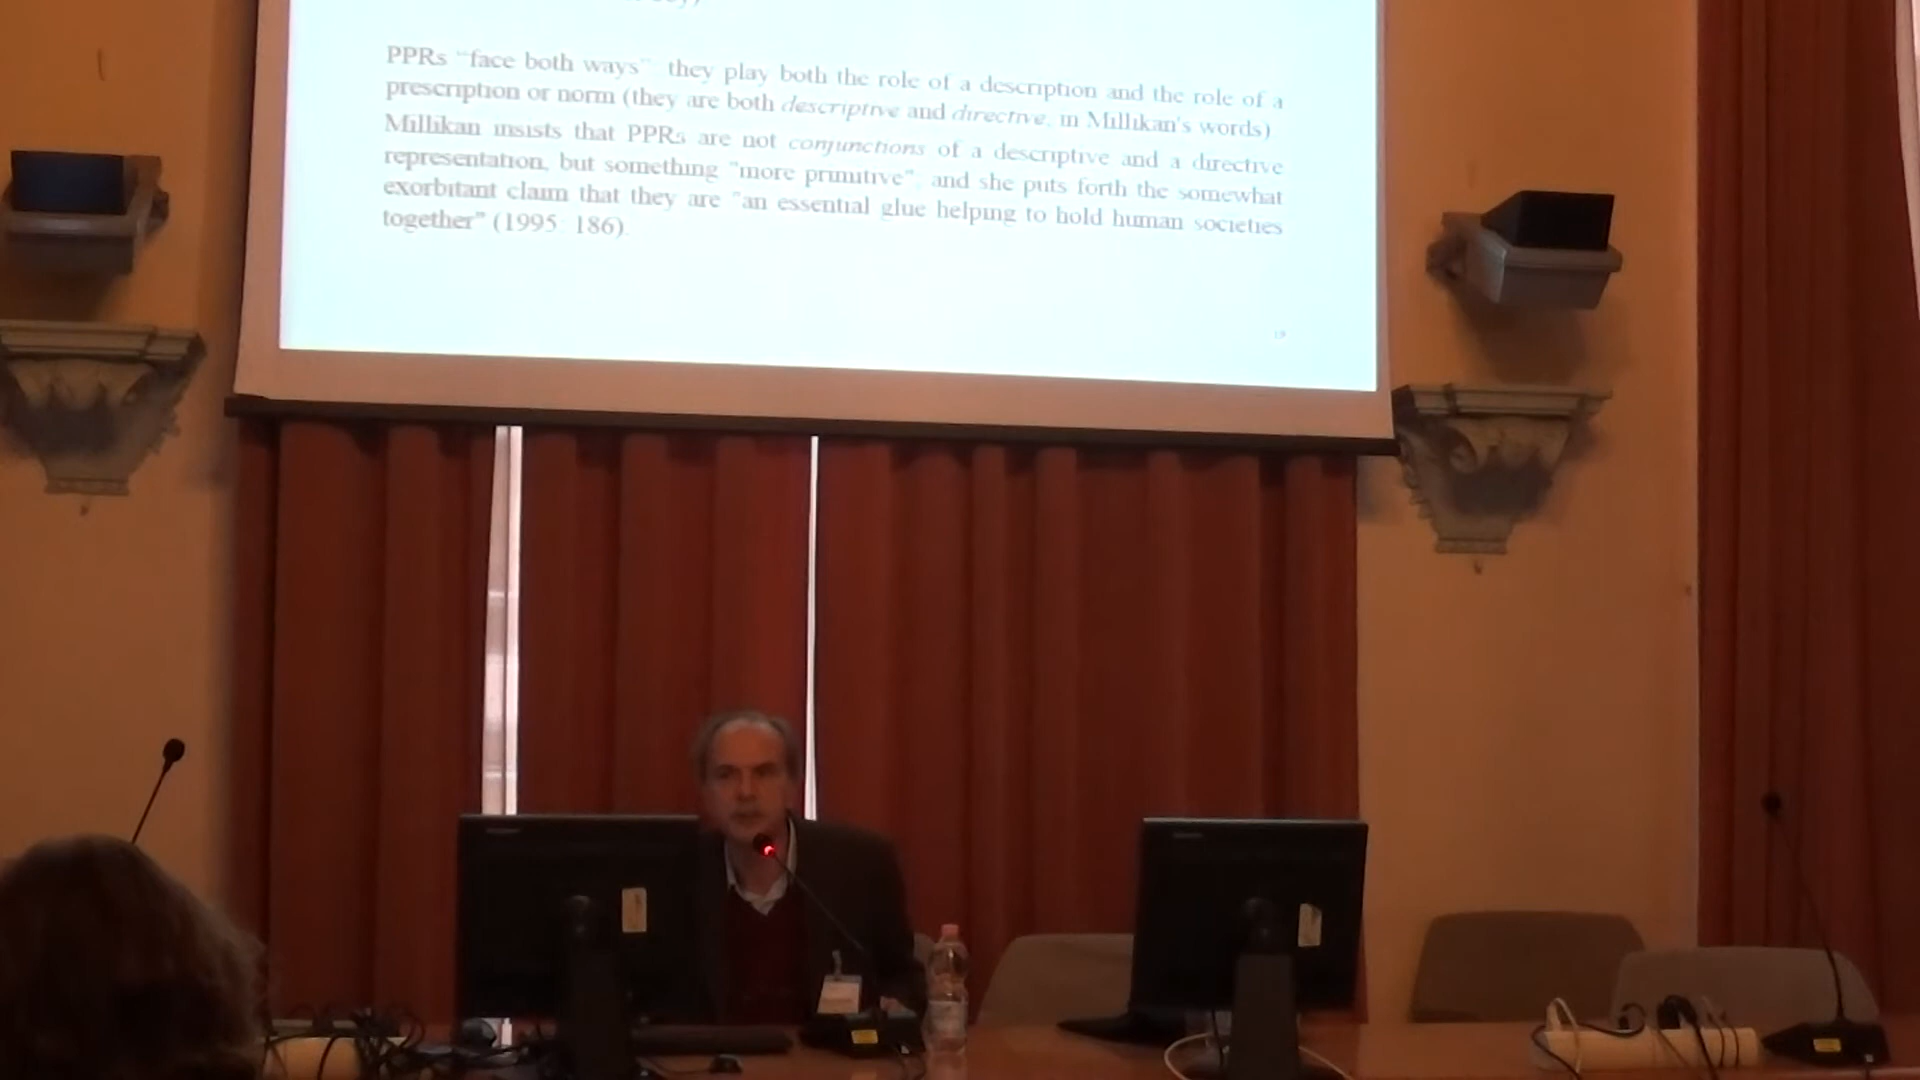 PPRs "face both ways" they play both the role of a description and the role of a
prescription or norm (they are both descriptive and directive, in Millikan's words)
Millikan insists that PPRs are not conjunctions of a descriptive and a directive
representation, but something "more primitive", and she puts forth the somewhat
exorbitant claim that they are "an essential glue helping to hold human societies
together" (1995: 186).